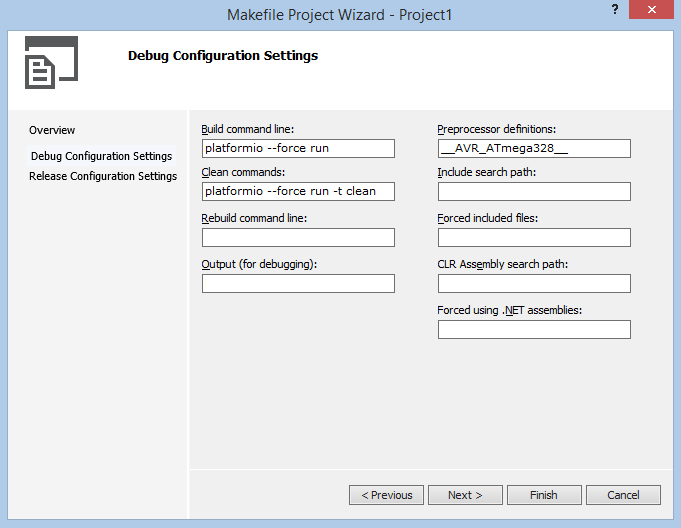 Makefile Project Wizard - Project1
?
Debug Configuration Settings
Overview
Debug Configuration Settings
Release Configuration Settings
Build command line:
platformio --force run
Clean commands:
platformio --force run -t clean
Rebuild command line:
Output (for debugging):
Preprocessor definitions:
__AVR_ATmega328__
Include search path:
Forced included files:
CLR Assembly search path:
Forced using .NET assemblies:
< Previous
Next >
Finish
Cancel